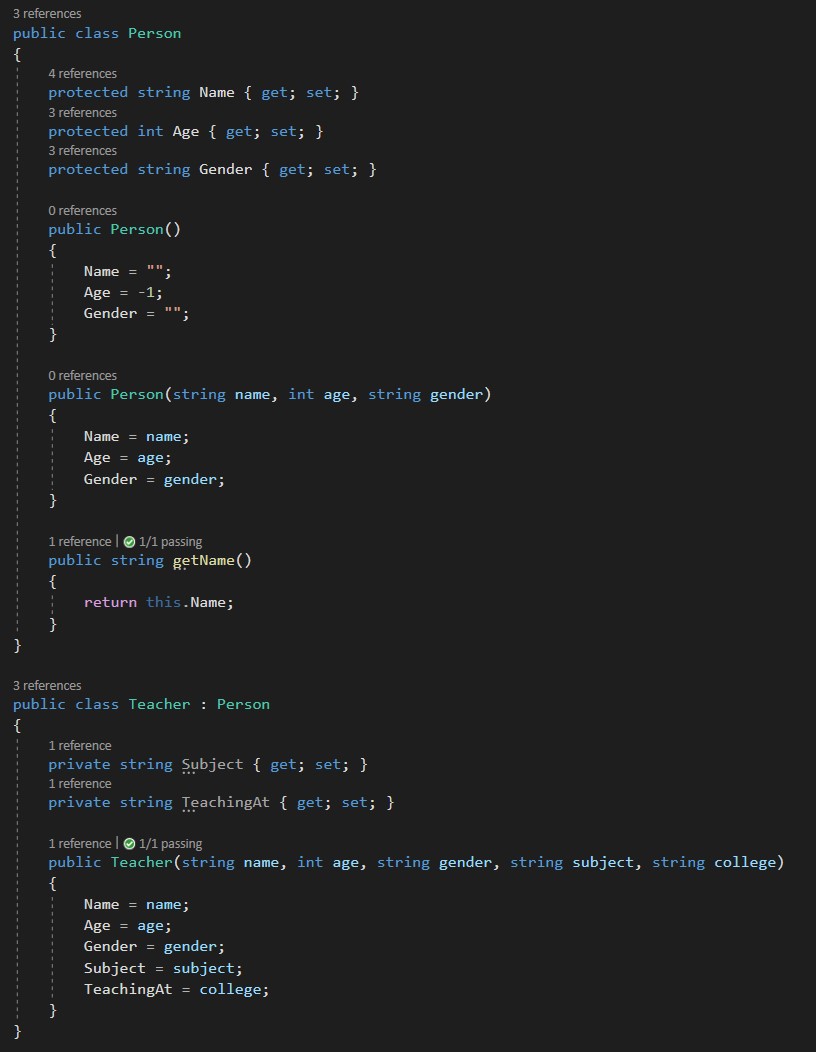 3 references
public class Person
{
4 references
protected string Name { get; set; }
3 references
protected int Age { get; set; }
3 references
protected string Gender { get; set; }
0 references
public Person()
{
Name = "";
Age = -1;
Gender = "";
}
0 references
public Person(string name, int age, string gender)
{
Name = name;
Age = age;
Gender = gender;
}
1 reference | 1/1 passing
public string getName()
{
return this.Name;
}
}
3 references
public class Teacher : Person
{
1 reference
private string Subject { get; set; }
1 reference
private string TeachingAt { get; set; }
1 reference | 1/1 passing
public Teacher(string name, int age, string gender, string subject, string college)
{
Name = name;
Age = age;
Gender = gender;
Subject = subject;
TeachingAt = college;
}
}